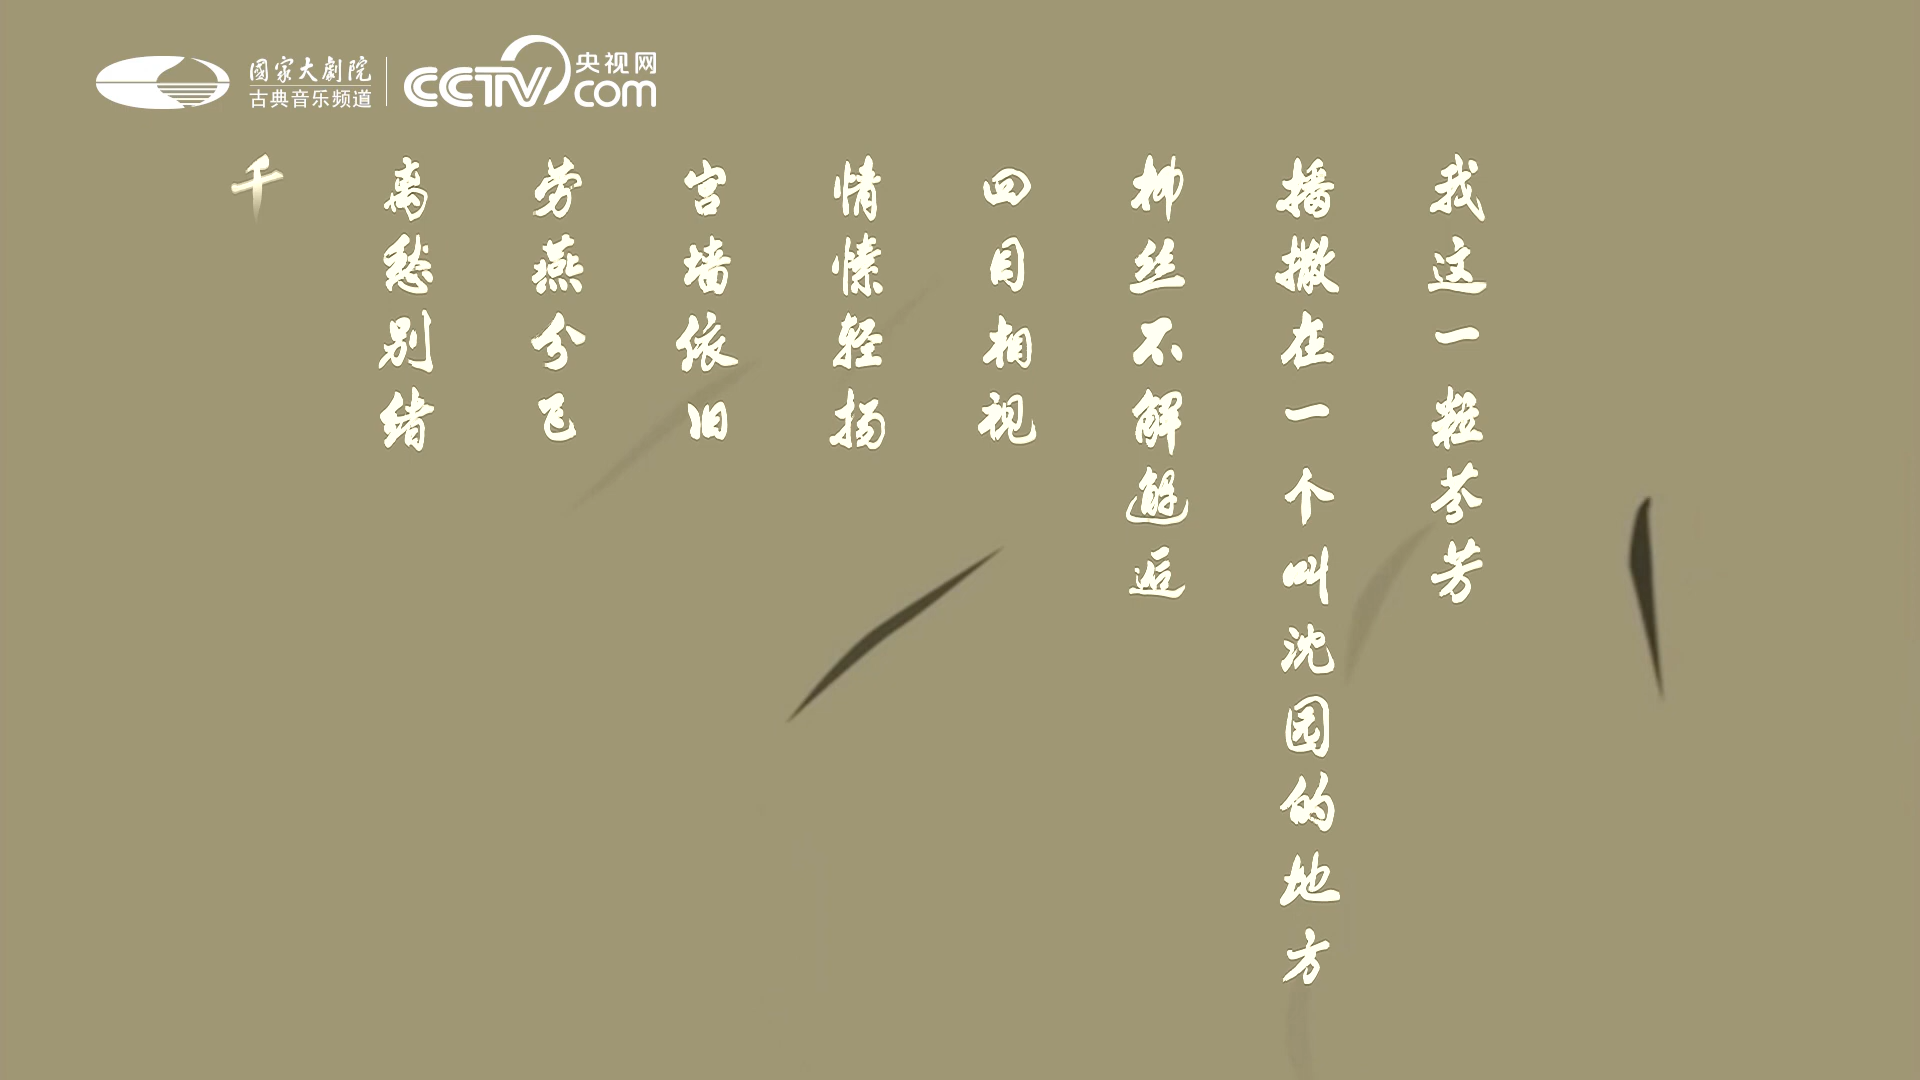 國家大劇院
古典音乐频道
CCTV 央视网
com
我这一粒芬芳
播撒在一个叫沈园的地方
柳丝不解邂逅
四目相视
情愫轻扬
宫墙依旧
劳燕分飞
离愁别绪
千